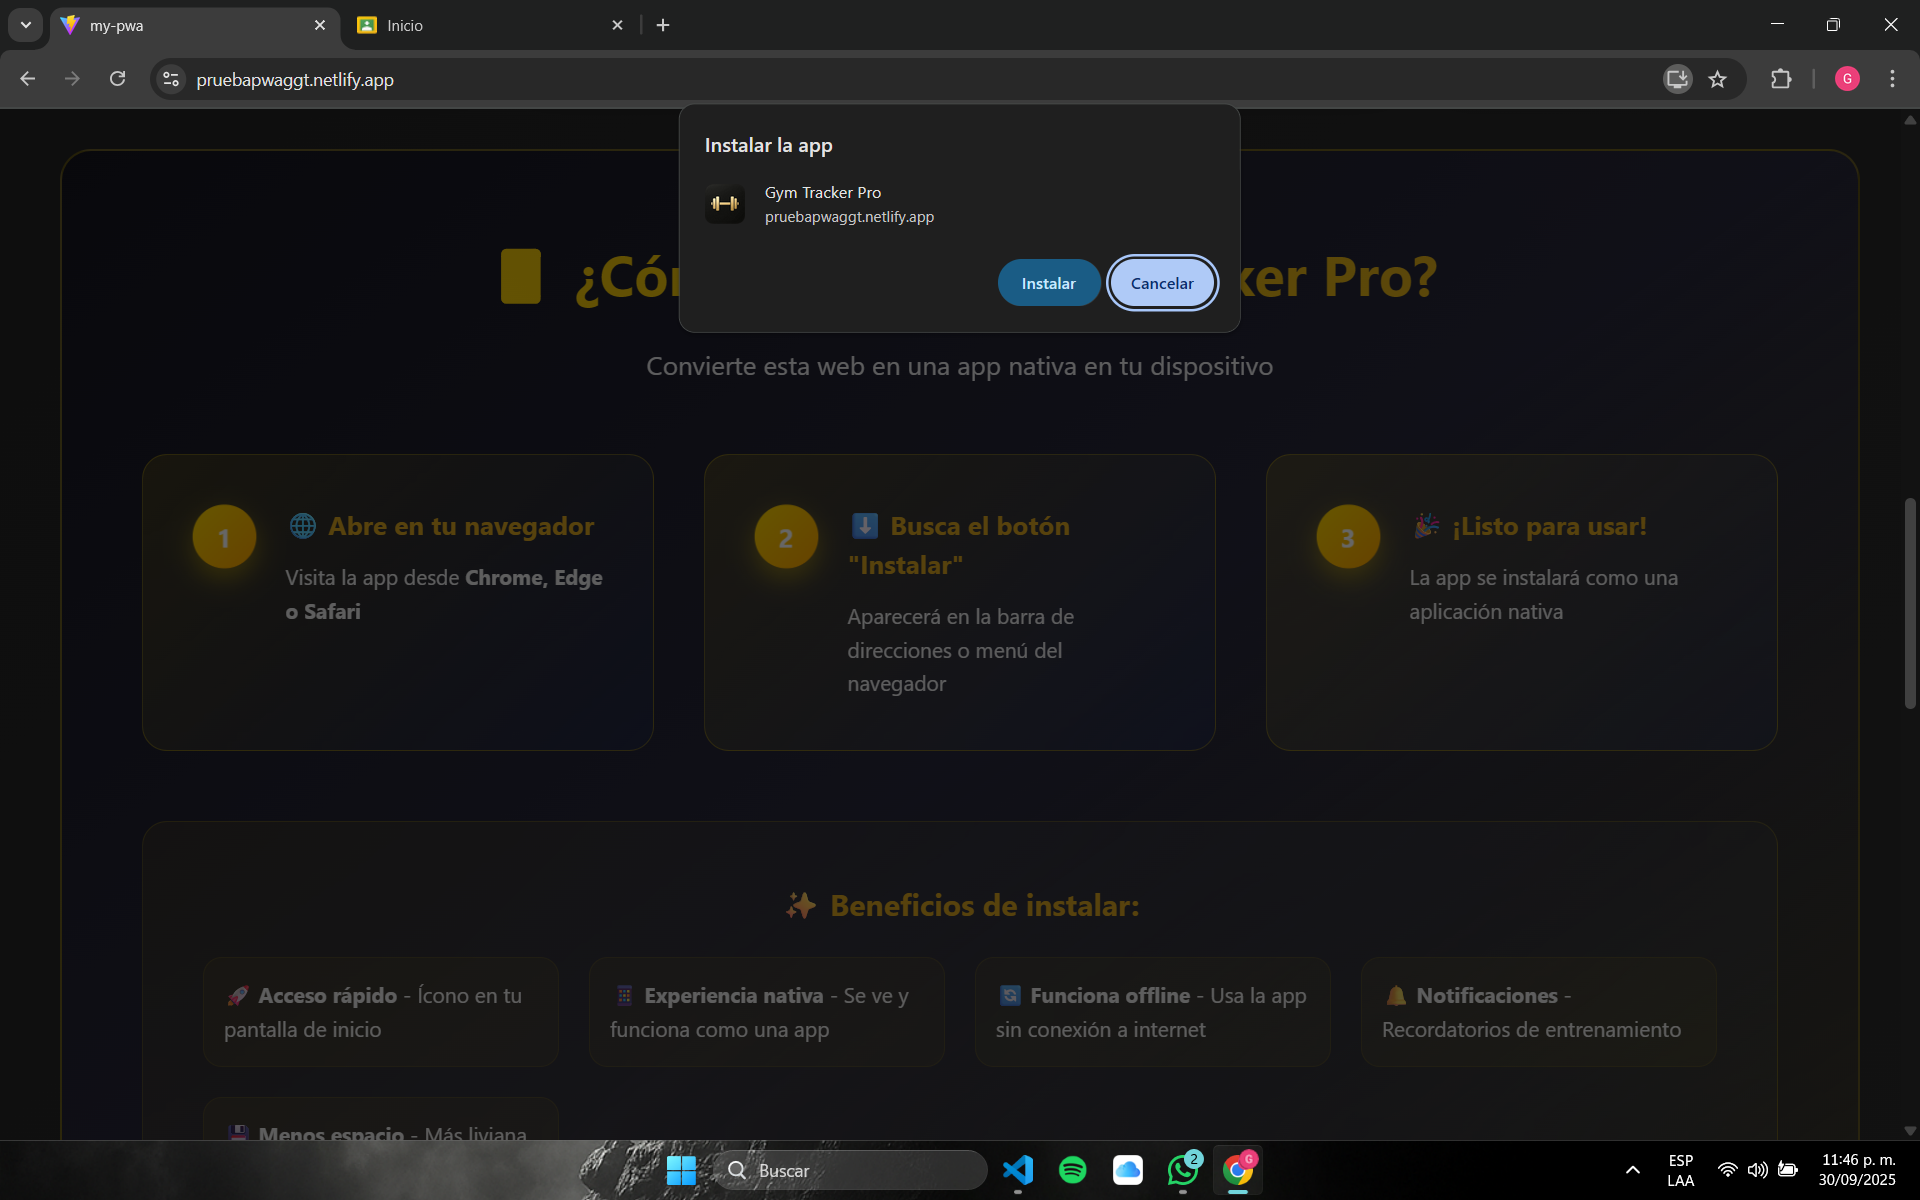 my-pwa
Inicio
pruebapwaggt.netlify.app
G
Instalar la app
Gym Tracker Pro
pruebapwaggt.netlify.app
Instalar
Cancelar
¿Có
ker Pro?
Convierte esta web en una app nativa en tu dispositivo
1
🌐 Abre en tu navegador
Visita la app desde Chrome, Edge
o Safari
2
⬇️ Busca el botón
"Instalar"
Aparecerá en la barra de
direcciones o menú del
navegador
3
🎉 ¡Listo para usar!
La app se instalará como una
aplicación nativa
✨ Beneficios de instalar:
🚀 Acceso rápido - Ícono en tu
pantalla de inicio
📱 Experiencia nativa - Se ve y
funciona como una app
🔄 Funciona offline - Usa la app
sin conexión a internet
🔔 Notificaciones -
Recordatorios de entrenamiento
💾 Menos espacio - Más liviana
Buscar
2
G
ESP
LAA
11:46 p. m.
30/09/2025